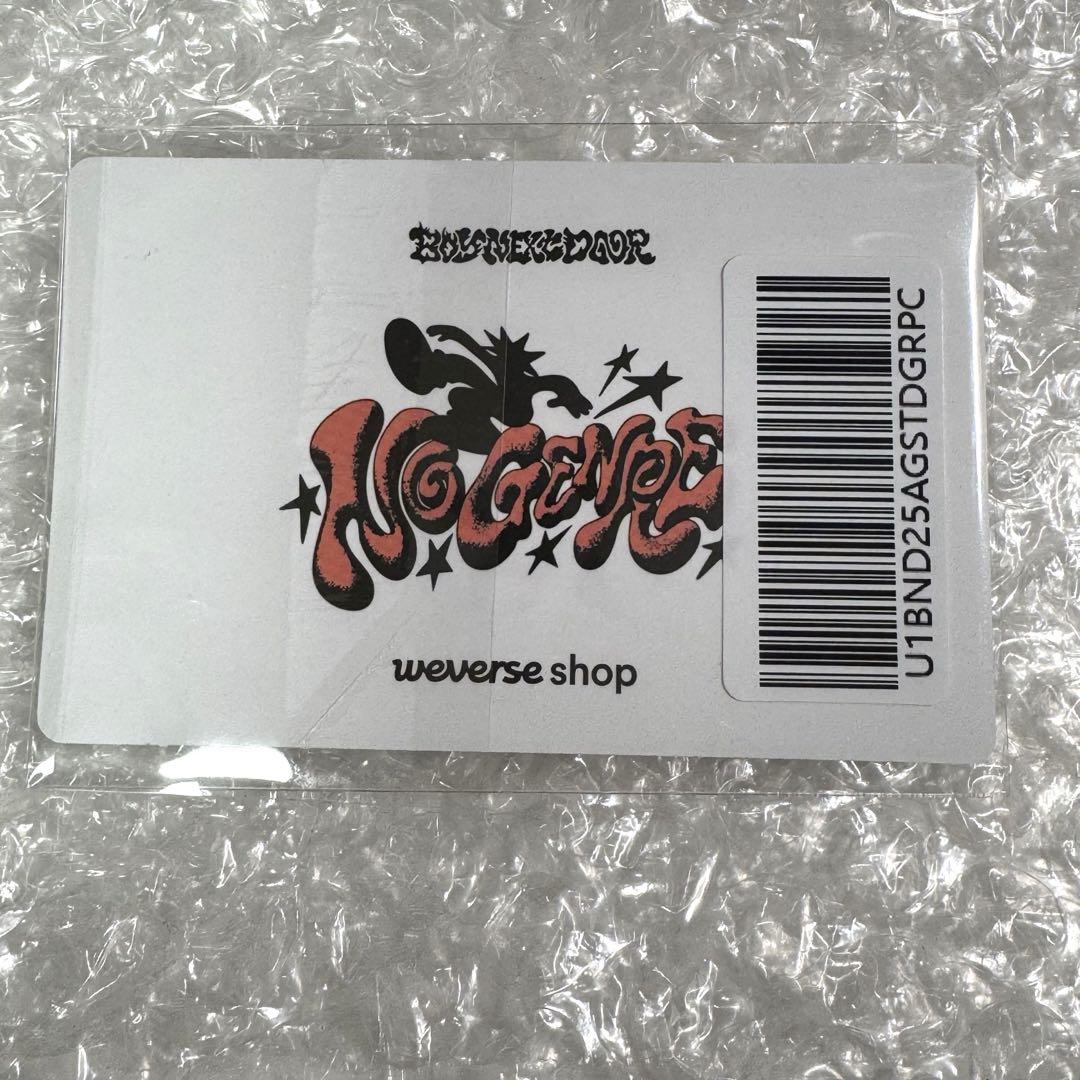 BOYNEXTDOOR
NO GENRE
weverse shop
U1BND25AGSTDGRPC